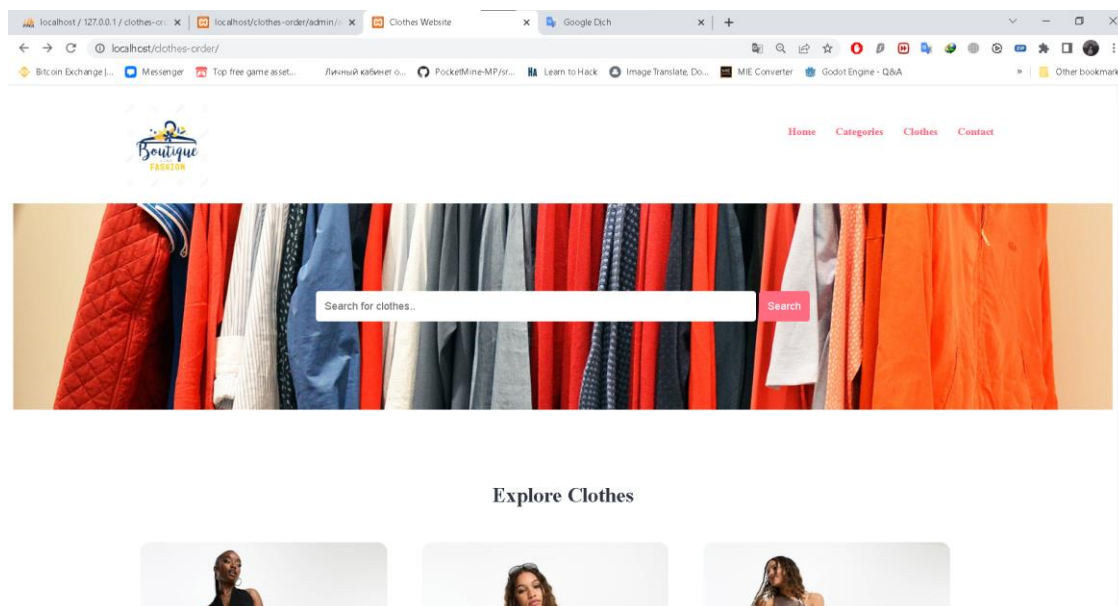 localhost / 127.0.0.1 / clothes-or
localhost/clothes-order/admin/
Clothes Website
Google Dịch
localhost/clothes-order/
Bitcoin Exchange |...
Messenger
Top free game asset...
Личный кабинет o...
PocketMine-MP/sr...
HA Learn to Hack
Image Translate, Do...
MIE Converter
Godot Engine - Q&A
»
Other bookmark
Boutique
FASHION
Home Categories Clothes Contact
Search for clothes..
Search
Explore Clothes